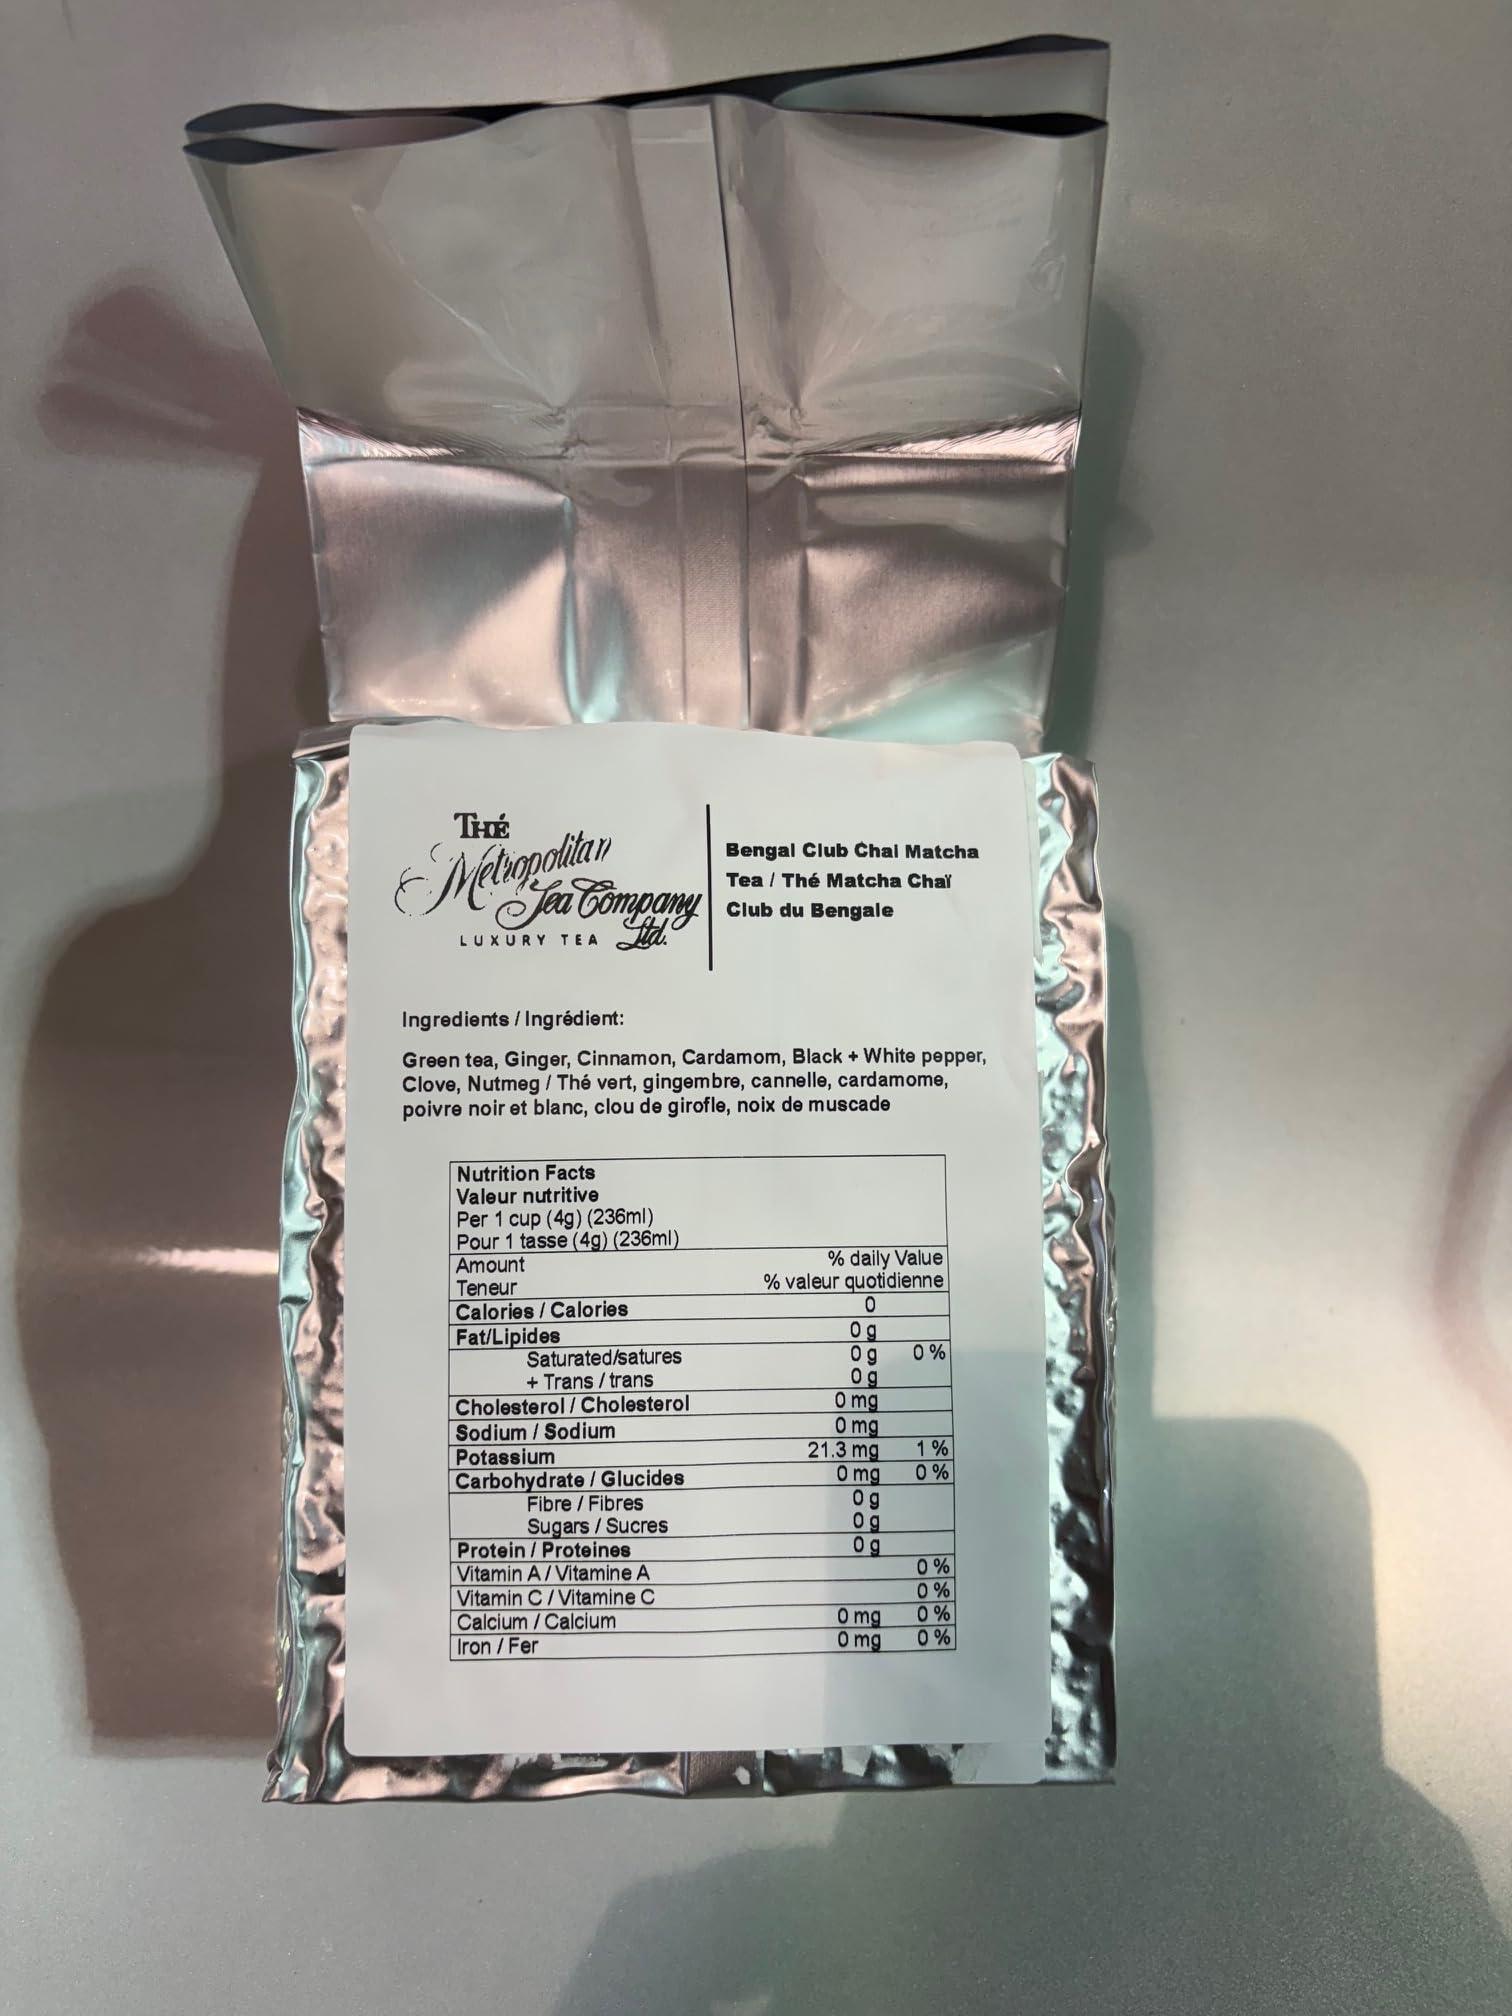 THÉ
Metropolitan
Tea Company
Ltd.
LUXURY TEA
Bengal Club Chai Matcha
Tea / Thé Matcha Chaï
Club du Bengale
Ingredients / Ingrédient:
Green tea, Ginger, Cinnamon, Cardamom, Black + White pepper,
Clove, Nutmeg / Thé vert, gingembre, cannelle, cardamome,
poivre noir et blanc, clou de girofle, noix de muscade
Nutrition Facts
Valeur nutritive
Per 1 cup (4g) (236ml)
Pour 1 tasse (4g) (236ml)
Amount % daily Value
Teneur % valeur quotidienne
Calories / Calories 0
Fat/Lipides 0 g
Saturated/satures 0 g 0 %
+ Trans / trans 0 g
Cholesterol / Cholesterol 0 mg
Sodium / Sodium 0 mg
Potassium 21.3 mg 1 %
Carbohydrate / Glucides 0 mg 0 %
Fibre / Fibres 0 g
Sugars / Sucres 0 g
Protein / Proteines 0 g
Vitamin A / Vitamine A 0 %
Vitamin C / Vitamine C 0 %
Calcium / Calcium 0 mg 0 %
Iron / Fer 0 mg 0 %